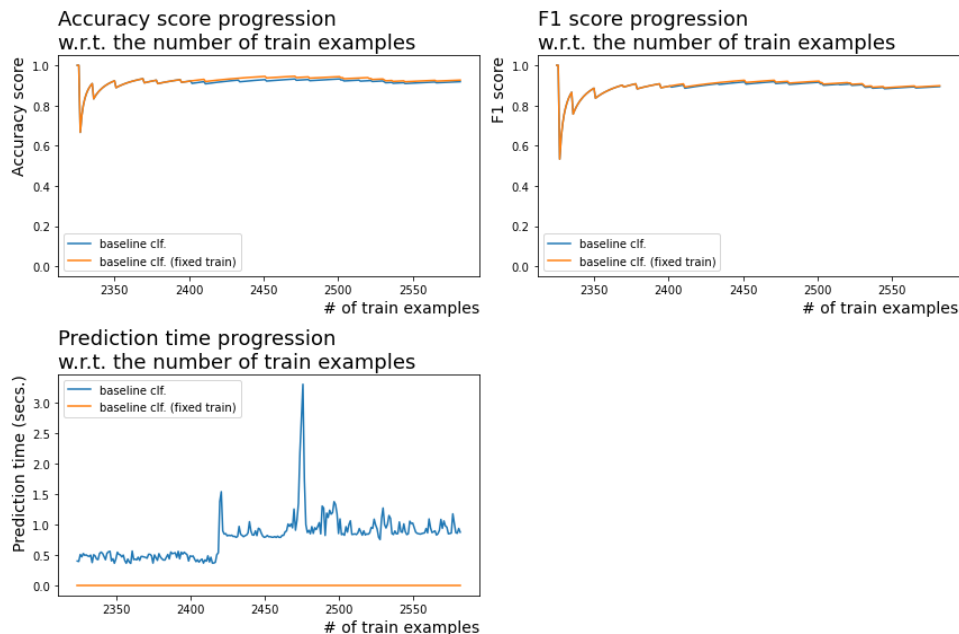 Accuracy score progression
w.r.t. the number of train examples
Accuracy score
1.0
0.8
0.6
0.4
0.2
0.0
baseline clf.
baseline clf. (fixed train)
2350 2400 2450 2500 2550
# of train examples
F1 score progression
w.r.t. the number of train examples
F1 score
1.0
0.8
0.6
0.4
0.2
0.0
baseline clf.
baseline clf. (fixed train)
2350 2400 2450 2500 2550
# of train examples
Prediction time progression
w.r.t. the number of train examples
Prediction time (secs.)
baseline clf.
baseline clf. (fixed train)
3.0
2.5
2.0
1.5
1.0
0.5
0.0
2350 2400 2450 2500 2550
# of train examples